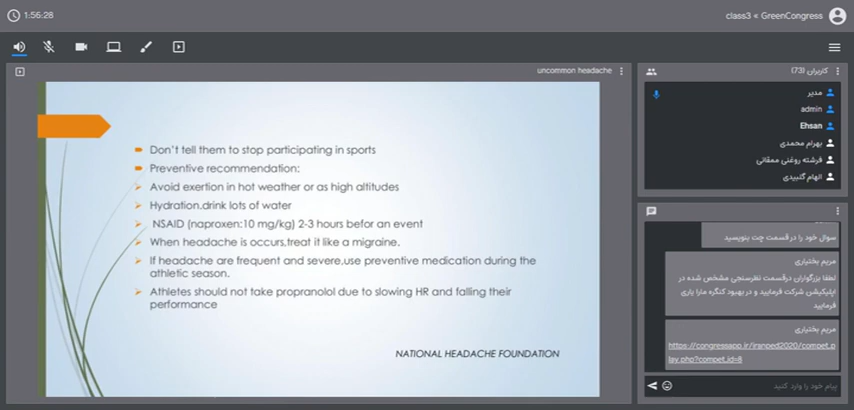 1:56:28
class3 « GreenCongress
uncommon headache
Don't tell them to stop participating in sports
Preventive recommendation:
Avoid exertion in hot weather or as high altitudes
Hydration.drink lots of water
NSAID (naproxen:10 mg/kg) 2-3 hours befor an event
When headache is occurs,treat it like a migraine.
If headache are frequent and severe,use preventive medication during the
athletic season.
Athletes should not take propranolol due to slowing HR and falling their
performance
NATIONAL HEADACHE FOUNDATION
کاربران (73)
مدیر
admin
Ehsan
بهرام محمدی
فرشته روغنی ممقانی
الهام گنبیدی
سوال خود را در قسمت چت بنویسید
مریم بختیاری
لطفا بزرگواران درقسمت نظرسنجی مشخص شده در
اپلیکیشن شرکت فرمایید و در بهبود کنگره مارا یاری
فرمایید
مریم بختیاری
https://congressapp.ir/iranped2020/compet.p
lay.php?compet_id=8
پیام خود را وارد کنید